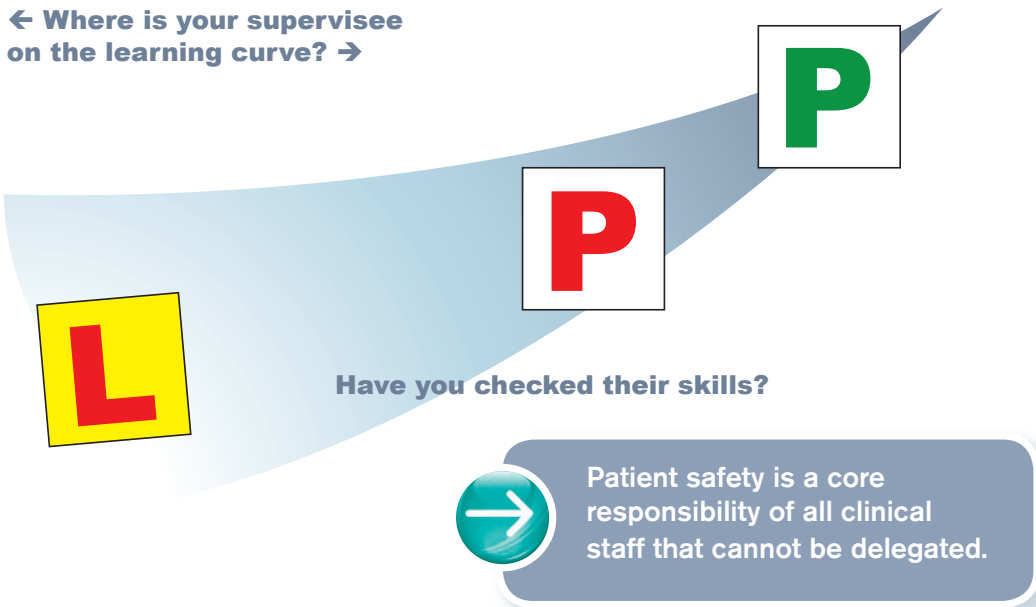 ← Where is your supervisee
on the learning curve? →
P
P
L
Have you checked their skills?
Patient safety is a core
responsibility of all clinical
staff that cannot be delegated.